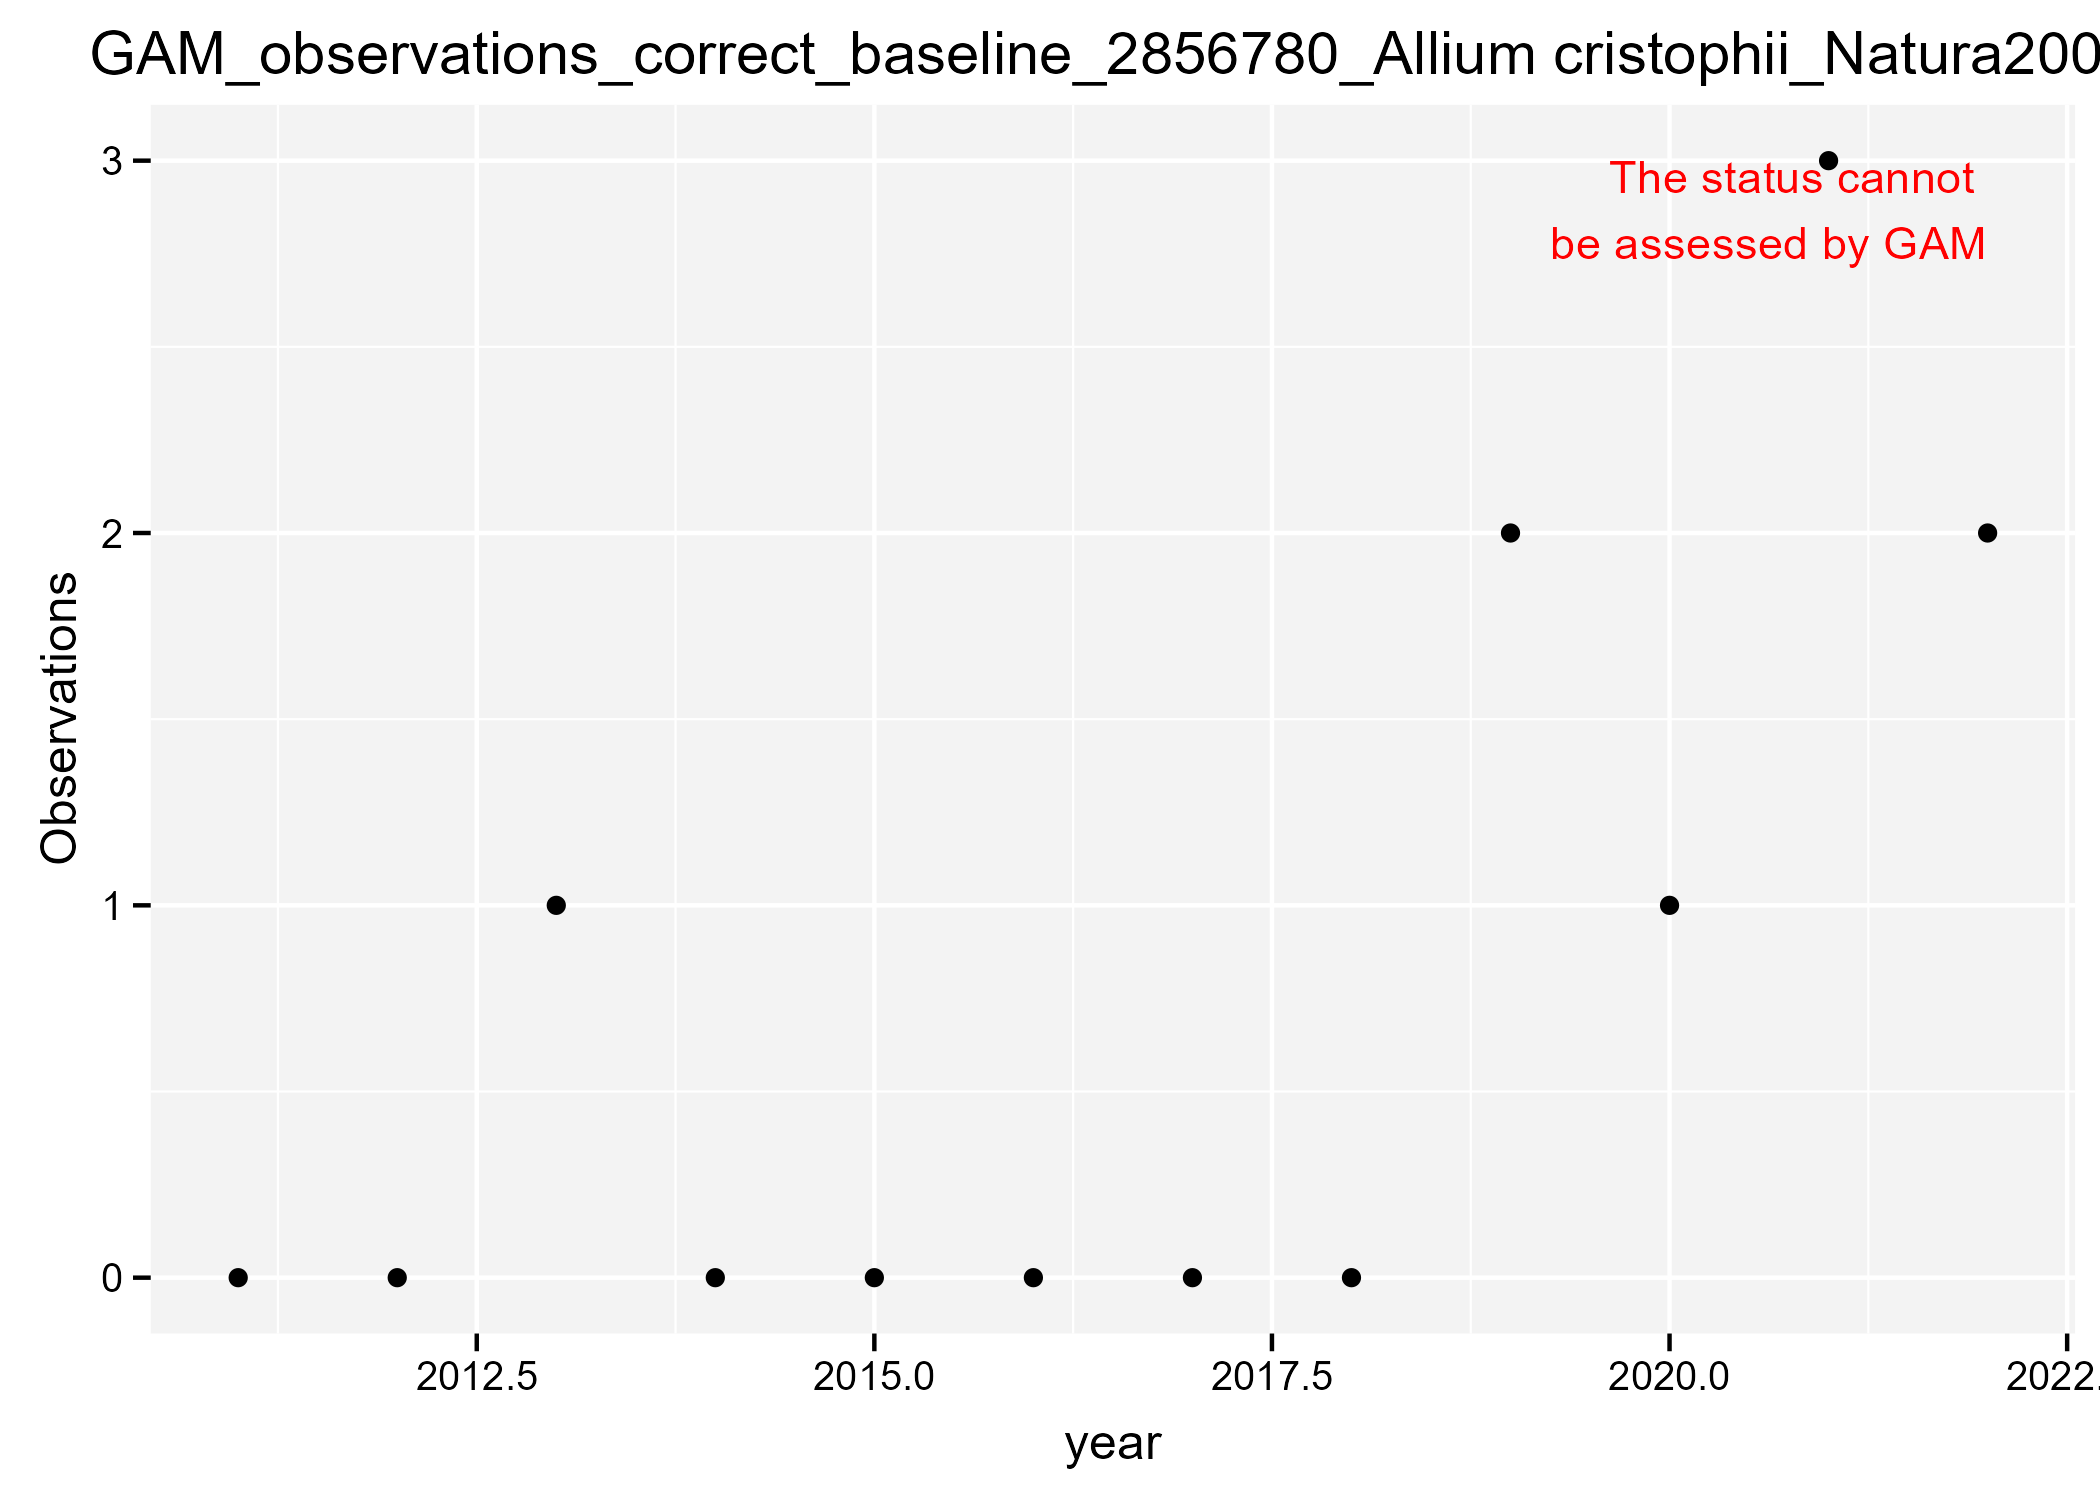 GAM_observations_correct_baseline_2856780_Allium cristophii_Natura200
3
The status cannot
be assessed by GAM
2
Observations
1
0
2012.5 2015.0 2017.5 2020.0 2022.
year